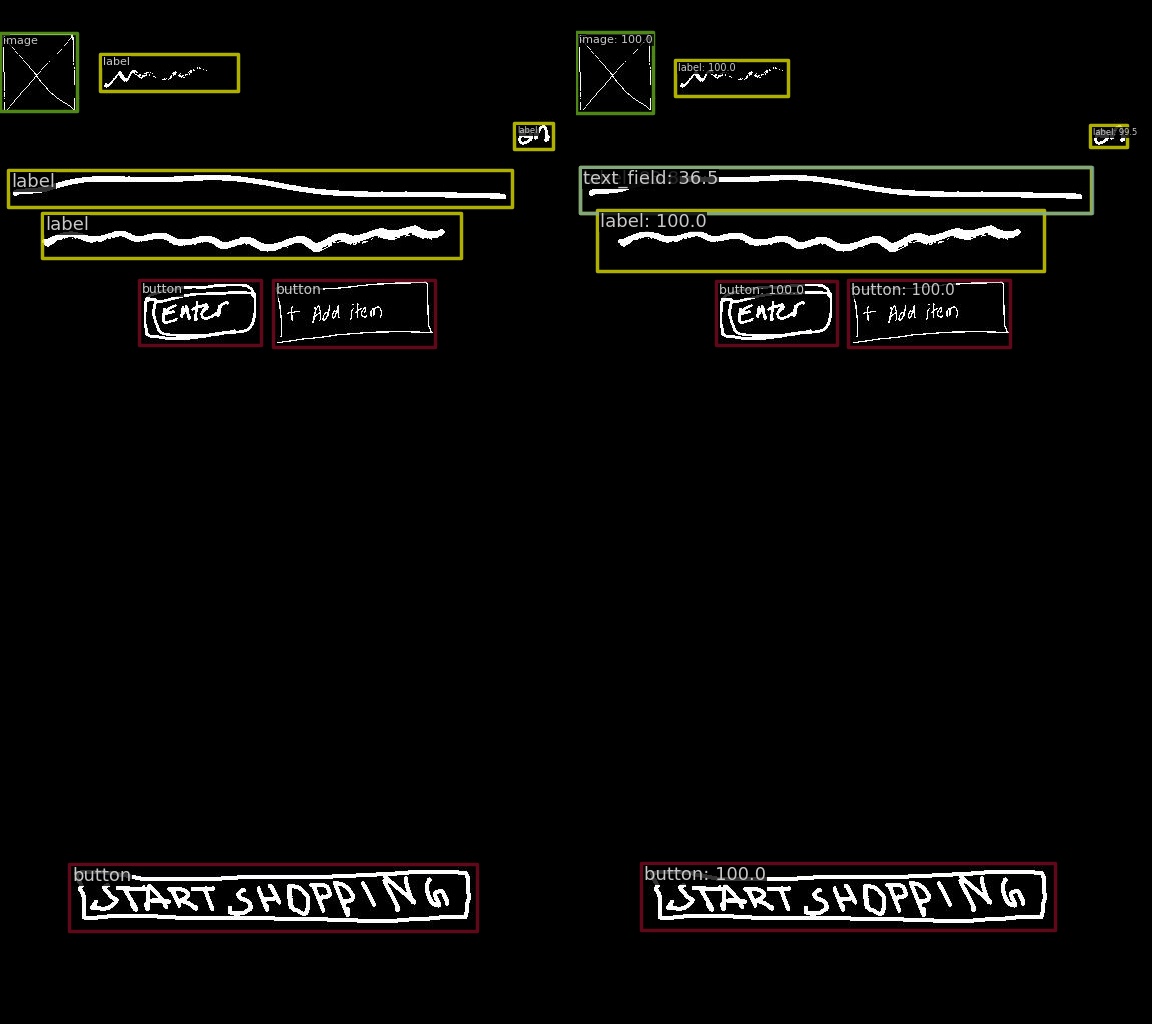 image
image: 100.0
label
label: 100.0
label
label: 99.5
label
text_field: 36.5
label
label: 100.0
button
button
button: 100.0
button: 100.0
Enter
+ Add item
Enter
+ Add item
button
button: 100.0
START SHOPPING
START SHOPPING